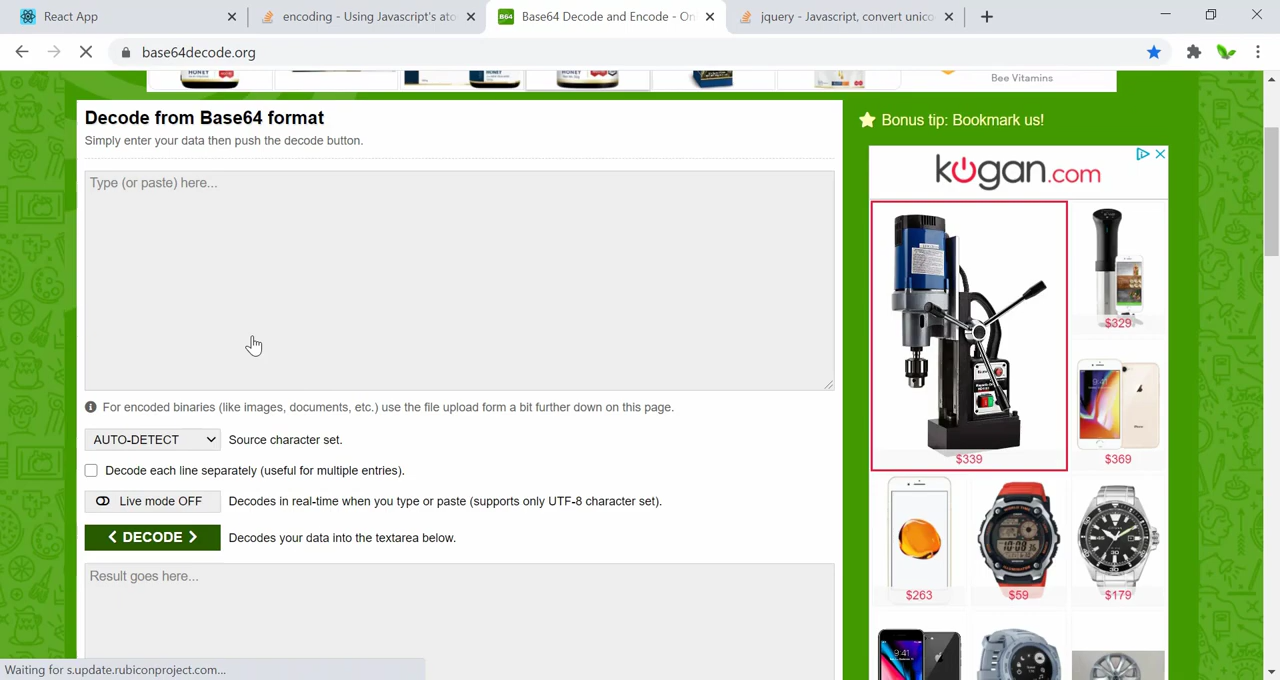 React App
encoding - Using Javascript's ato
Base64 Decode and Encode - On
jquery - Javascript, convert unico
base64decode.org
HONEY
HONEY
Bee Vitamins
Decode from Base64 format
Simply enter your data then push the decode button.
Bonus tip: Bookmark us!
Type (or paste) here...
kogan.com
$329
$339
$369
For encoded binaries (like images, documents, etc.) use the file upload form a bit further down on this page.
AUTO-DETECT Source character set.
Decode each line separately (useful for multiple entries).
Live mode OFF Decodes in real-time when you type or paste (supports only UTF-8 character set).
< DECODE > Decodes your data into the textarea below.
Result goes here...
$263
$59
$179
Waiting for s.update.rubiconproject.com...